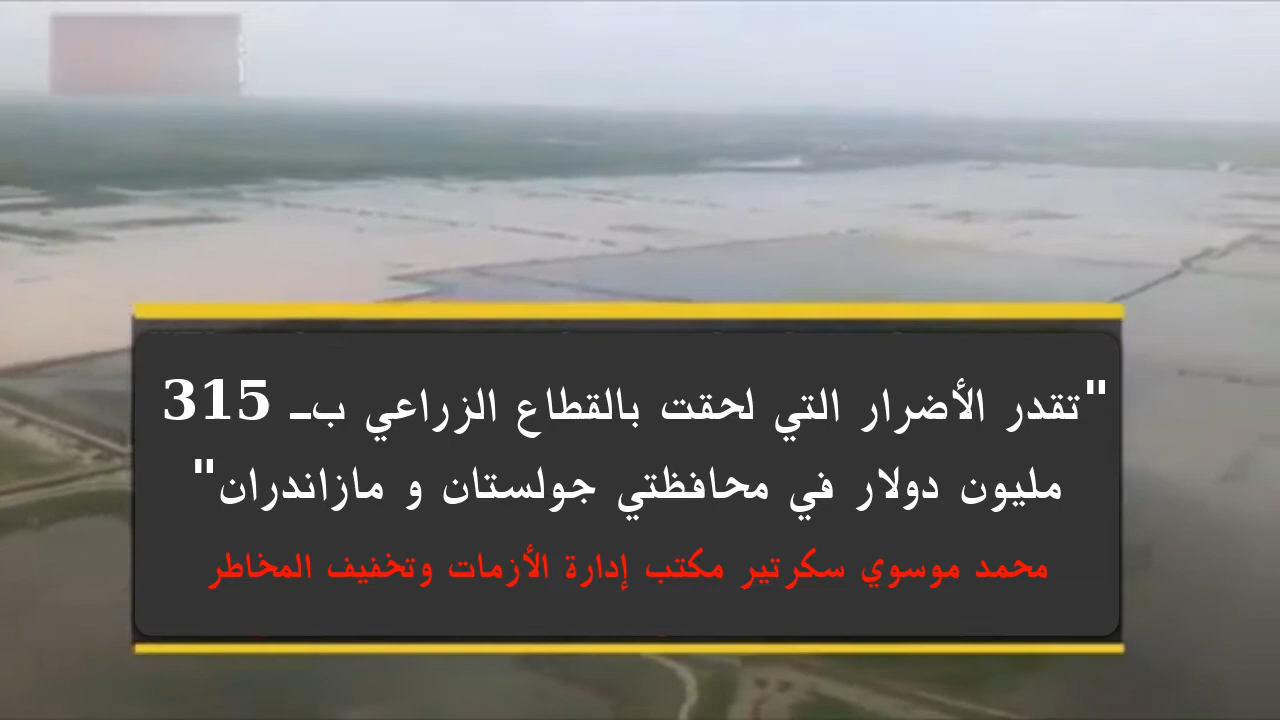 "تقدر الأضرار التي لحقت بالقطاع الزراعي بـ 315
مليون دولار في محافظتي جولستان و مازاندران"
محمد موسوي سكرتير مكتب إدارة الأزمات وتخفيف المخاطر